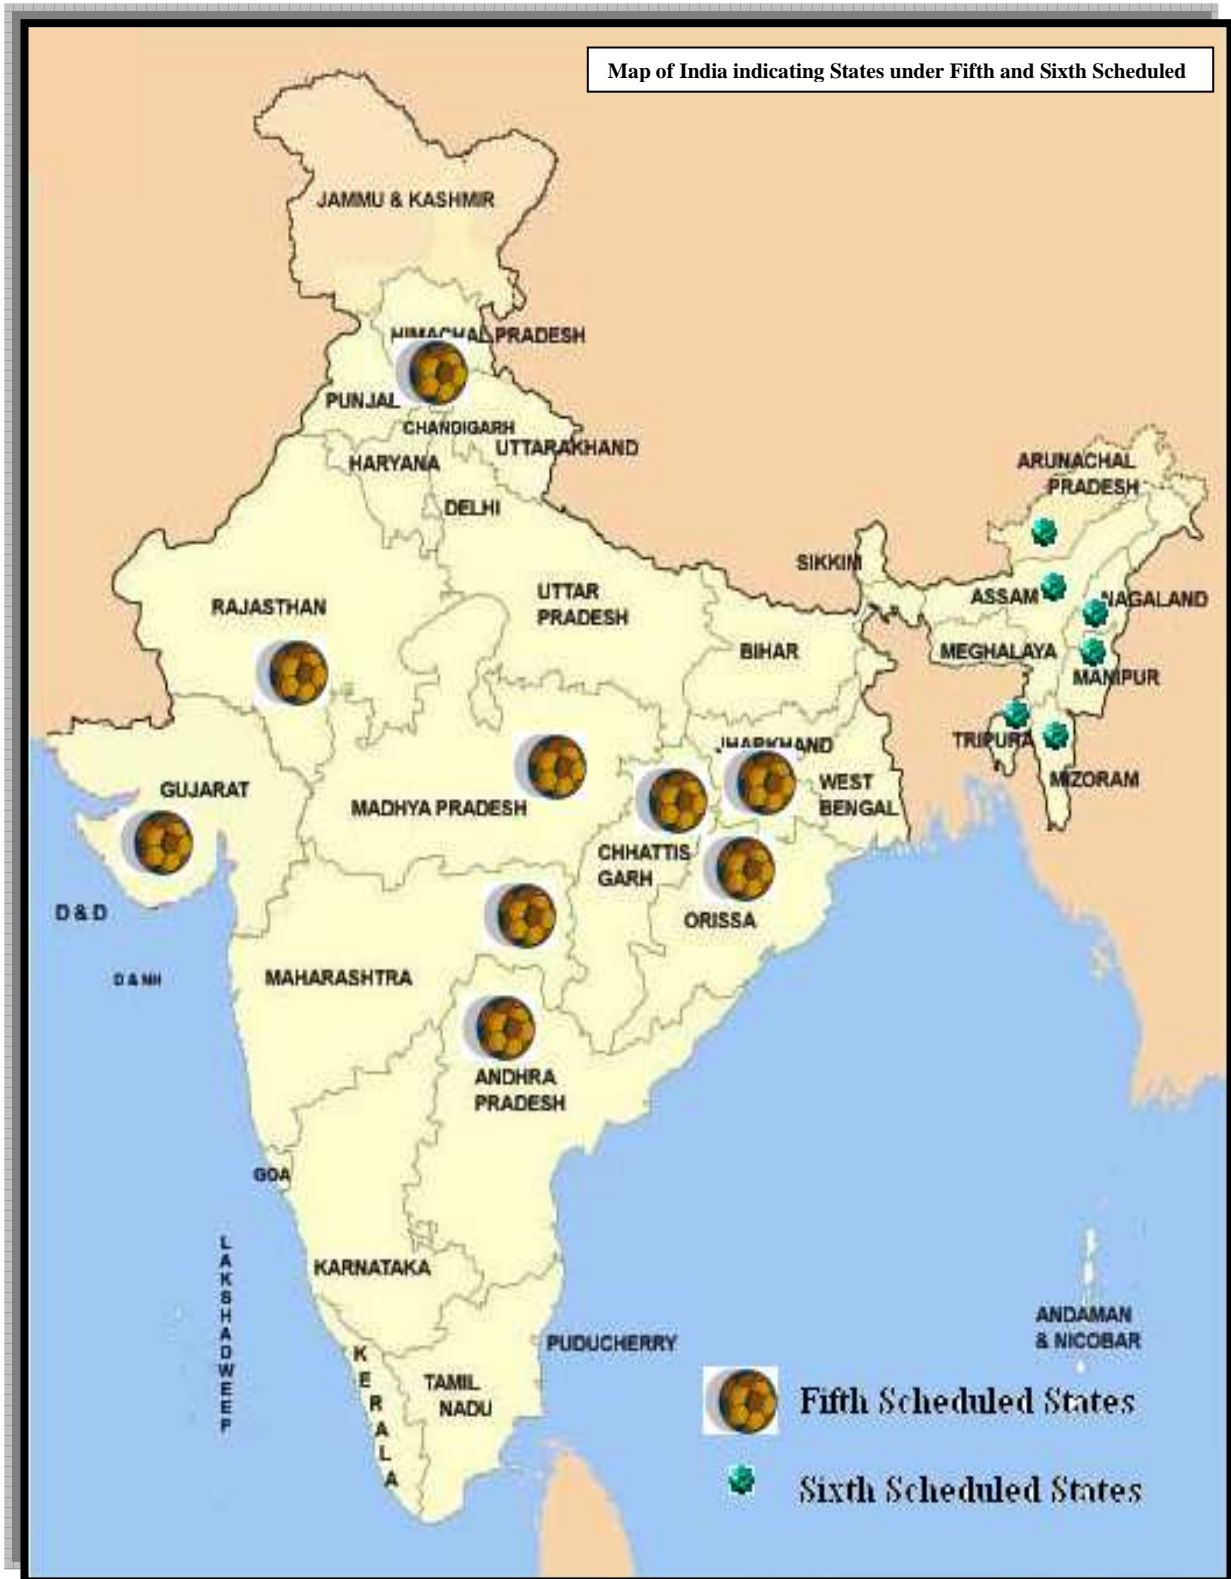 Map of India indicating States under Fifth and Sixth Scheduled
JAMMU & KASHMIR
HIMACHAL PRADESH
PUNJAL
CHANDIGARH
UTTARAKHAND
HARYANA
DELHI
ARUNACHAL
PRADESH
SIKKIM
RAJASTHAN
UTTAR
PRADESH
ASSAM
NAGALAND
BIHAR
MEGHALAYA
MANIPUR
TRIPURA
MIZORAM
JHARKHAND
WEST
BENGAL
GUJARAT
MADHYA PRADESH
CHHATTIS
GARH
ORISSA
D & D
D & NH
MAHARASHTRA
ANDHRA
PRADESH
GOA
KARNATAKA
LAKSHADWEEP
KERALA
TAMIL
NADU
PUDUCHERRY
ANDAMAN
& NICOBAR
Fifth Scheduled States
Sixth Scheduled States